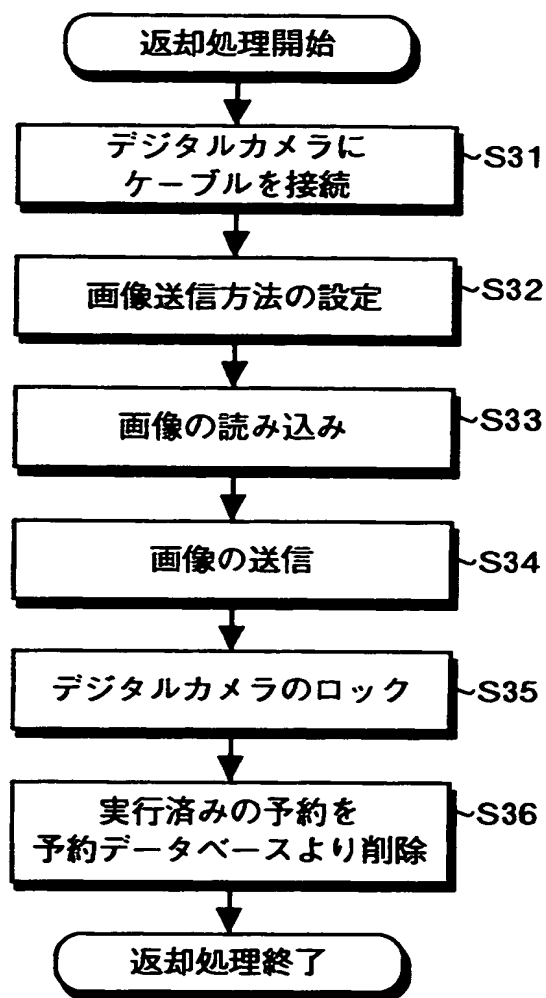 返却処理開始
デジタルカメラに
ケーブルを接続
~S31
画像送信方法の設定
~S32
画像の読み込み
~S33
画像の送信
~S34
デジタルカメラのロック
~S35
実行済みの予約を
予約データベースより削除
~S36
返却処理終了